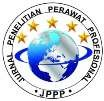 JURNAL PENELITIAN PERAWAT PROFESIONAL
• JPPP •